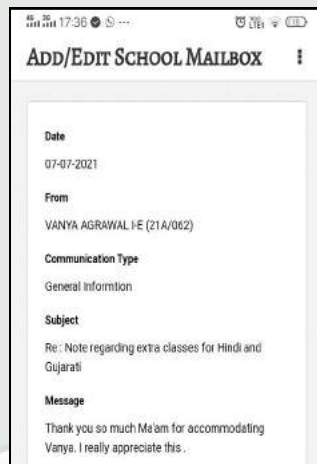 17:36
ADD/EDIT SCHOOL MAILBOX
Date
07-07-2021
From
VANYA AGRAWAL I-E (21A/062)
Communication Type
General Informtion
Subject
Re: Note regarding extra classes for Hindi and
Gujarati
Message
Thank you so much Ma'am for accommodating
Vanya. I really appreciate this .